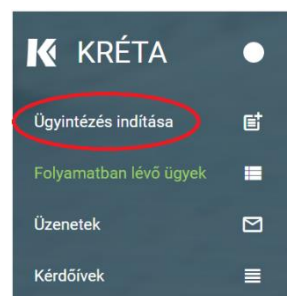 KRÉTA
Ügyintézés indítása
Folyamatban lévő ügyek
Üzenetek
Kérdőívek